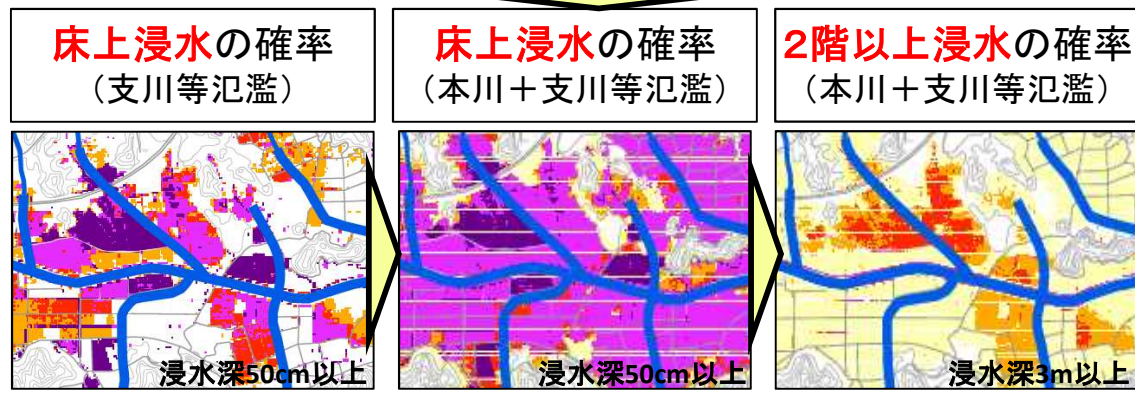 床上浸水の確率
（支川等氾濫）
床上浸水の確率
（本川＋支川等氾濫）
２階以上浸水の確率
（本川＋支川等氾濫）
浸水深50cm以上
浸水深50cm以上
浸水深3m以上